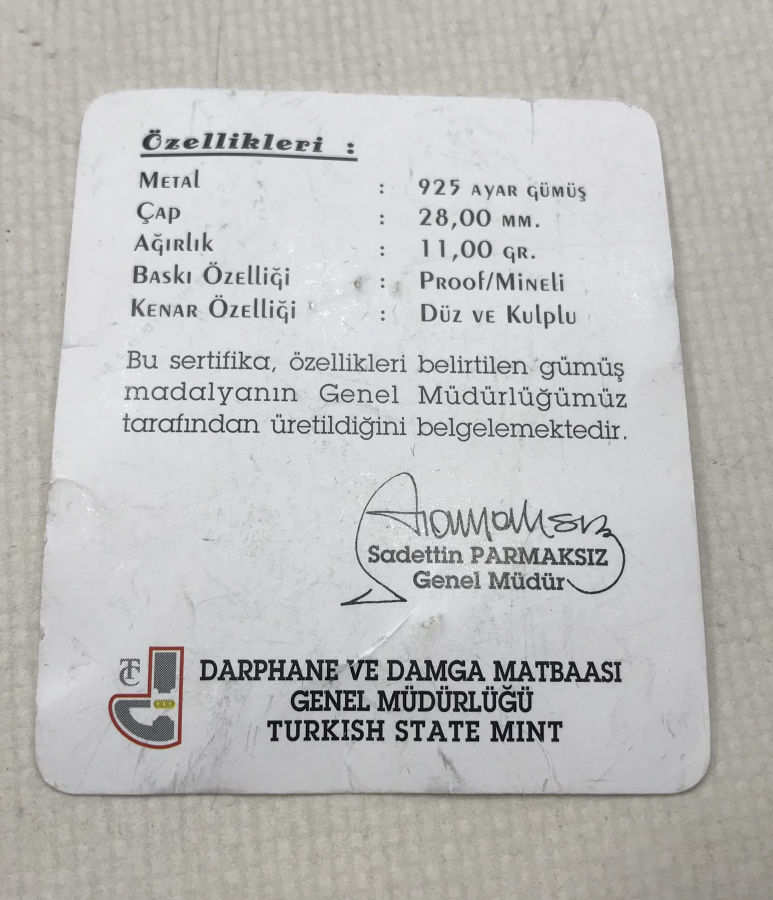 Özellikleri :
Metal : 925 ayar gümüş
Çap : 28,00 mm.
Ağırlık : 11,00 gr.
Baskı Özelliği : Proof/Mineli
Kenar Özelliği : Düz ve Kulplu
Bu sertifika, özellikleri belirtilen gümüş
madalyanın Genel Müdürlüğümüz
tarafından üretildiğini belgelemektedir.
Sadettin PARMAKSIZ
Genel Müdür
TC
DARPHANE VE DAMGA MATBAASI
GENEL MÜDÜRLÜĞÜ
TURKISH STATE MINT